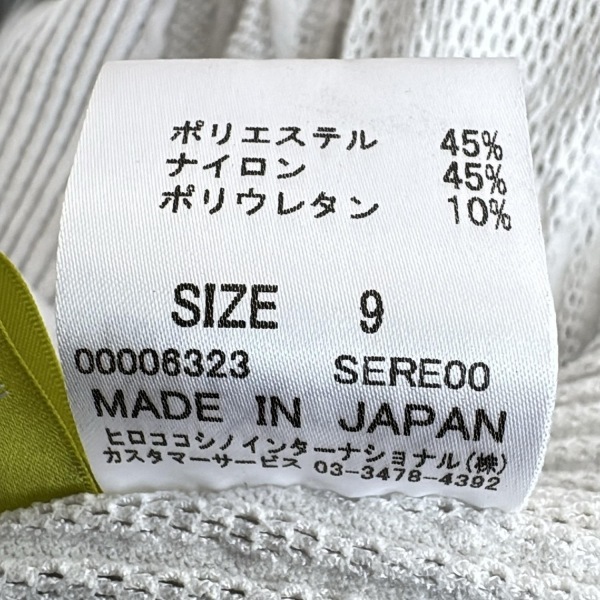 ポリエステル 45%
ナイロン 45%
ポリウレタン 10%
SIZE 9
00006323 SERE00
MADE IN JAPAN
ヒロココシノインターナショナル(株)
カスタマーサービス 03-3478-4392